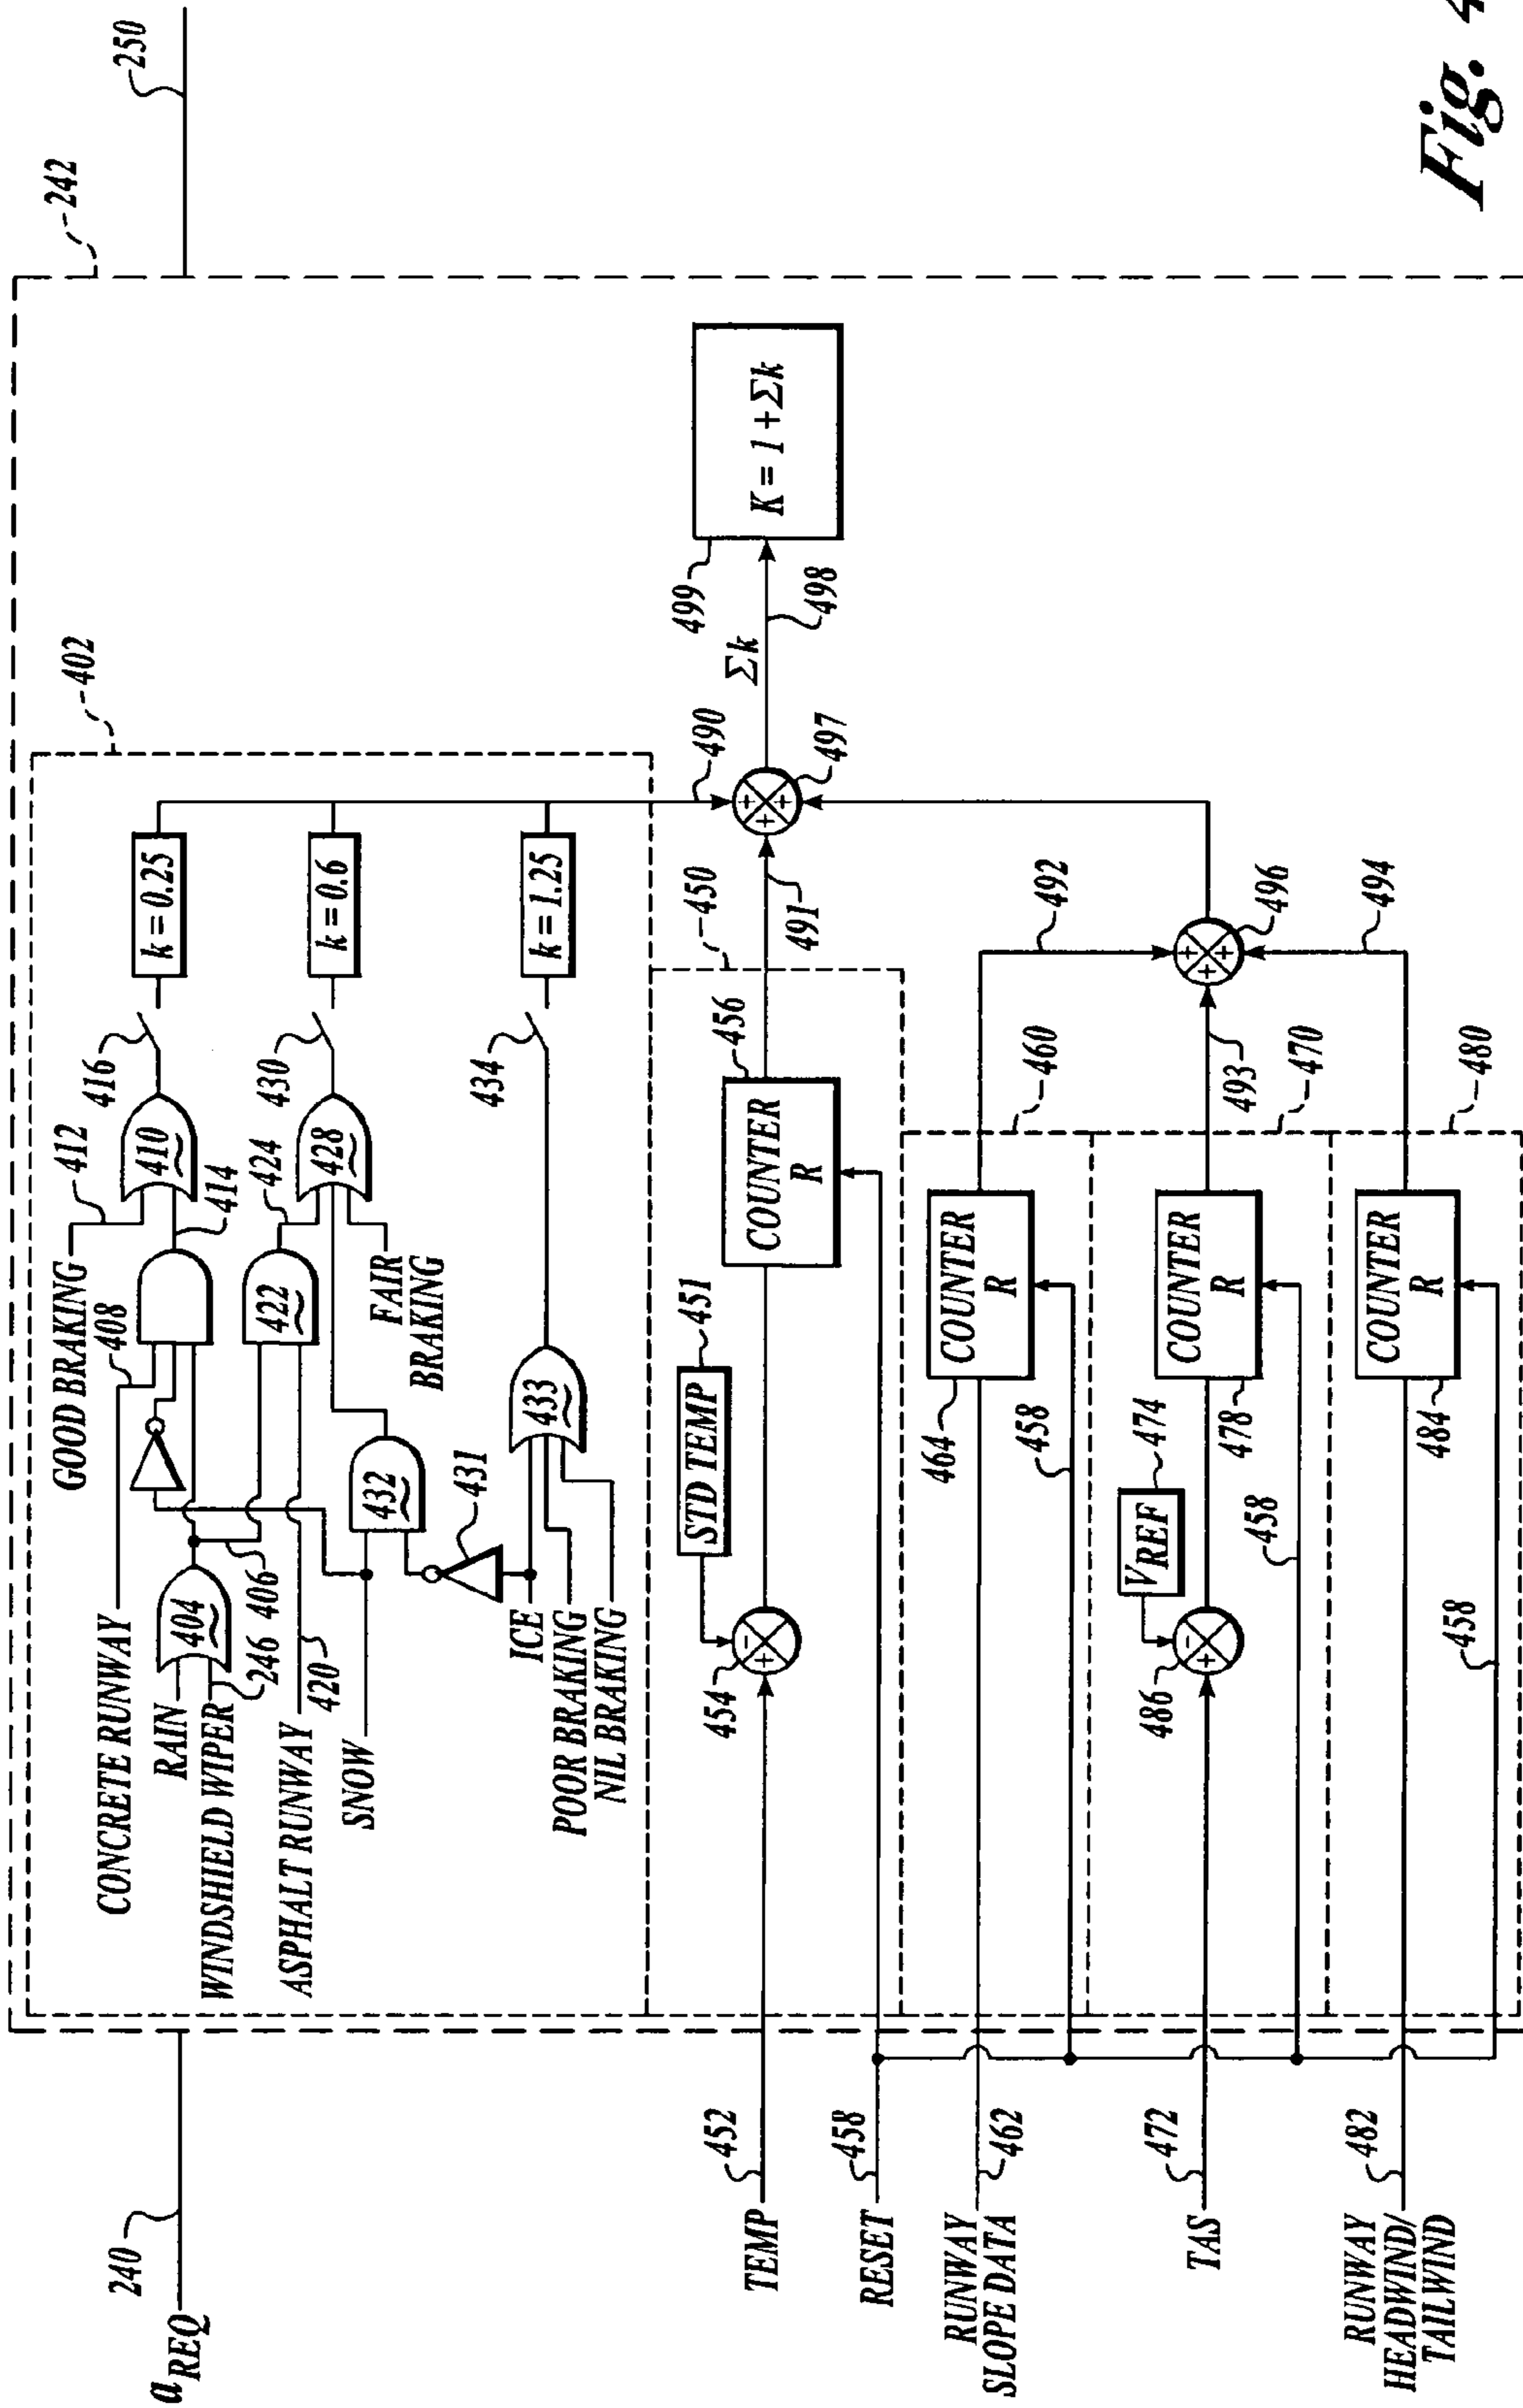 a REQ
240
242
250
402
CONCRETE RUNWAY
408
GOOD BRAKING
412
410
416
k = 0.25
414
RAIN
404
WINDSHIELD WIPER
246
406
ASPHALT RUNWAY
420
422
424
428
430
k = 0.6
FAIR
BRAKING
SNOW
432
431
ICE
POOR BRAKING
NIL BRAKING
433
434
k = 1.25
TEMP
452
454
STD TEMP
451
COUNTER
R
456
450
491
490
497
Σk
498
499
K = 1 + Σk
RESET
458
RUNWAY
SLOPE DATA
462
464
COUNTER
R
458
460
492
TAS
472
486
VREF
474
478
COUNTER
R
458
470
493
496
RUNWAY
HEADWIND/
TAILWIND
482
484
COUNTER
R
458
480
494
+
+
+
+
-
+
+
+
+
-
Fig. 4